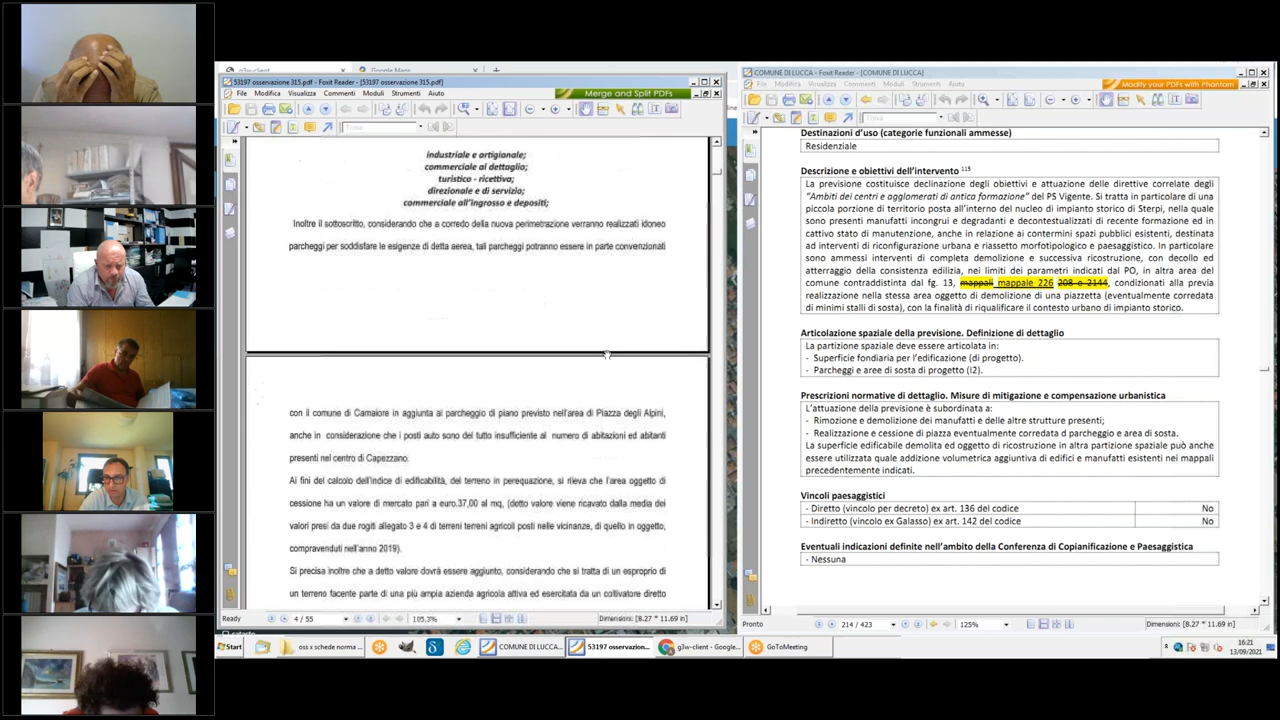 g3w-client
Google Maps
53197 osservazione 315.pdf - Foxit Reader - [53197 osservazione 315.pdf]
File Modifica Visualizza Commenti Moduli Strumenti Aiuto
Merge and Split PDFs
Trova
industriale e artigianale;
commerciale al dettaglio;
turistico - ricettiva;
direzionale e di servizio;
commerciale all'ingrosso e depositi;
Inoltre il sottoscritto, considerando che a corredo della nuova perimetrazione verranno realizzati idoneo
parcheggi per soddisfare le esigenze di detta aerea, tali parcheggi potranno essere in parte convenzionati
con il comune di Camaiore in aggiunta al parcheggio di piano previsto nell'area di Piazza degli Alpini,
anche in considerazione che i posti auto sono del tutto insufficiente al numero di abitazioni ed abitanti
presenti nel centro di Capezzano.
Ai fini del calcolo dell'indice di edificabilità, del terreno in perequazione, si rileva che l'area oggetto di
cessione ha un valore di mercato pari a euro.37,00 al mq, (detto valore viene ricavato dalla media dei
valori presi da due rogiti allegato 3 e 4 di terreni terreni agricoli posti nelle vicinanze, di quello in oggetto,
compravenduti nell'anno 2019).
Si precisa inoltre che a detto valore dovrà essere aggiunto, considerando che si tratta di un esproprio di
un terreno facente parte di una più ampia azienda agricola attiva ed esercitata da un coltivatore diretto
Ready
4 / 55
105.3%
Dimensioni: [8.27 * 11.69 in]
COMUNE DI LUCCA - Foxit Reader - [COMUNE DI LUCCA]
File Modifica Visualizza Commenti Moduli Strumenti Aiuto
Modify your PDFs with Phantom
Trova
Destinazioni d'uso (categorie funzionali ammesse)
Residenziale
Descrizione e obiettivi dell'intervento 115
La previsione costituisce declinazione degli obiettivi e attuazione delle direttive correlate degli
"Ambiti dei centri e agglomerati di antica formazione" del PS Vigente. Si tratta in particolare di una
piccola porzione di territorio posta all'interno del nucleo di impianto storico di Sterpi, nella quale
sono presenti manufatti incongrui e degradanti e decontestualizzati di recente formazione ed in
cattivo stato di manutenzione, anche in relazione ai contermini spazi pubblici esistenti, destinata
ad interventi di riconfigurazione urbana e riassetto morfotipologico e paesaggistico. In particolare
sono ammessi interventi di completa demolizione e successiva ricostruzione, con decollo ed
atterraggio della consistenza edilizia, nei limiti dei parametri indicati dal PO, in altra area del
comune contraddistinta dal fg. 13, mappali mappale 226 208 e 2144, condizionati alla previa
realizzazione nella stessa area oggetto di demolizione di una piazzetta (eventualmente corredata
di minimi stalli di sosta), con la finalità di riqualificare il contesto urbano di impianto storico.
Articolazione spaziale della previsione. Definizione di dettaglio
La partizione spaziale deve essere articolata in:
- Superficie fondiaria per l'edificazione (di progetto).
- Parcheggi e aree di sosta di progetto (I2).
Prescrizioni normative di dettaglio. Misure di mitigazione e compensazione urbanistica
L'attuazione della previsione è subordinata a:
- Rimozione e demolizione dei manufatti e delle altre strutture presenti;
- Realizzazione e cessione di piazza eventualmente corredata d parcheggio e area di sosta.
La superficie edificabile demolita ed oggetto di ricostruzione in altra partizione spaziale può anche
essere utilizzata quale addizione volumetrica aggiuntiva di edifici e manufatti esistenti nei mappali
precedentemente indicati.
Vincoli paesaggistici
- Diretto (vincolo per decreto) ex art. 136 del codice No
- Indiretto (vincolo ex Galasso) ex art. 142 del codice No
Eventuali indicazioni definite nell'ambito della Conferenza di Copianificazione e Paesaggistica
- Nessuna
Pronto
214 / 423
125%
Dimensioni: [8.27 * 11.69 in]
Start
oss x schede norma ...
COMUNE DI LUCCA...
53197 osservazion...
g3w-client - Google...
GoToMeeting
16:21
13/09/2021